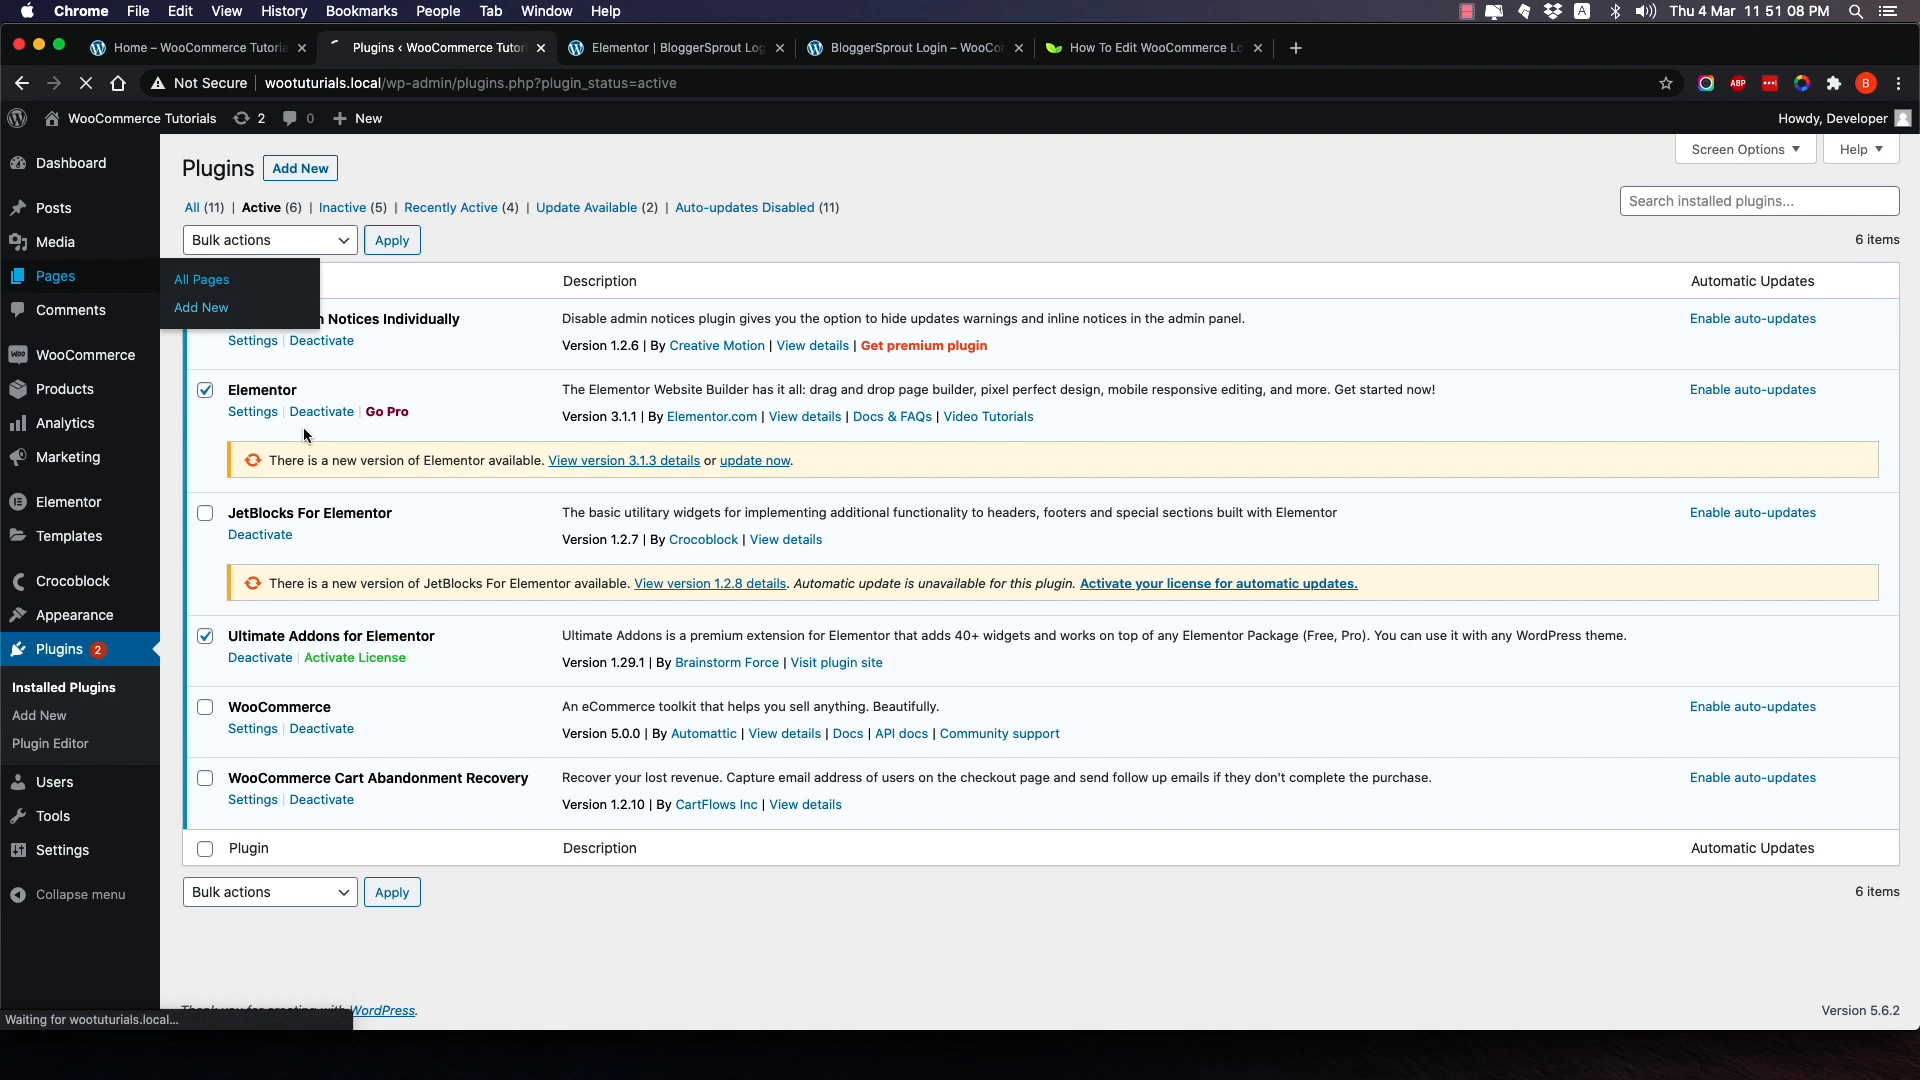 Chrome File Edit View History Bookmarks People Tab Window Help A Thu 4 Mar 11 51 08 PM
Home – WooCommerce Tutoria Plugins ‹ WooCommerce Tutor Elementor | BloggerSprout Log BloggerSprout Login – WooCo How To Edit WooCommerce Lo
Not Secure wootuturials.local/wp-admin/plugins.php?plugin_status=active ABP B
WooCommerce Tutorials 2 0 New Howdy, Developer
Screen Options Help
Plugins Add New
All (11) | Active (6) | Inactive (5) | Recently Active (4) | Update Available (2) | Auto-updates Disabled (11)
Search installed plugins...
Bulk actions Apply 6 items
Dashboard
Posts
Media
Pages
All Pages
Add New
Comments
Woo WooCommerce
Products
Analytics
Marketing
Elementor
Templates
Crocoblock
Appearance
Plugins 2
Installed Plugins
Add New
Plugin Editor
Users
Tools
Settings
Collapse menu
Description Automatic Updates
n Notices Individually
Settings | Deactivate
Disable admin notices plugin gives you the option to hide updates warnings and inline notices in the admin panel.
Version 1.2.6 | By Creative Motion | View details | Get premium plugin
Enable auto-updates
Elementor
Settings | Deactivate | Go Pro
The Elementor Website Builder has it all: drag and drop page builder, pixel perfect design, mobile responsive editing, and more. Get started now!
Version 3.1.1 | By Elementor.com | View details | Docs & FAQs | Video Tutorials
Enable auto-updates
There is a new version of Elementor available. View version 3.1.3 details or update now.
JetBlocks For Elementor
Deactivate
The basic utilitary widgets for implementing additional functionality to headers, footers and special sections built with Elementor
Version 1.2.7 | By Crocoblock | View details
Enable auto-updates
There is a new version of JetBlocks For Elementor available. View version 1.2.8 details. Automatic update is unavailable for this plugin. Activate your license for automatic updates.
Ultimate Addons for Elementor
Deactivate | Activate License
Ultimate Addons is a premium extension for Elementor that adds 40+ widgets and works on top of any Elementor Package (Free, Pro). You can use it with any WordPress theme.
Version 1.29.1 | By Brainstorm Force | Visit plugin site
WooCommerce
Settings | Deactivate
An eCommerce toolkit that helps you sell anything. Beautifully.
Version 5.0.0 | By Automattic | View details | Docs | API docs | Community support
Enable auto-updates
WooCommerce Cart Abandonment Recovery
Settings | Deactivate
Recover your lost revenue. Capture email address of users on the checkout page and send follow up emails if they don't complete the purchase.
Version 1.2.10 | By CartFlows Inc | View details
Enable auto-updates
Plugin Description Automatic Updates
Bulk actions Apply 6 items
Thank you for creating with WordPress. Version 5.6.2
Waiting for wootuturials.local...